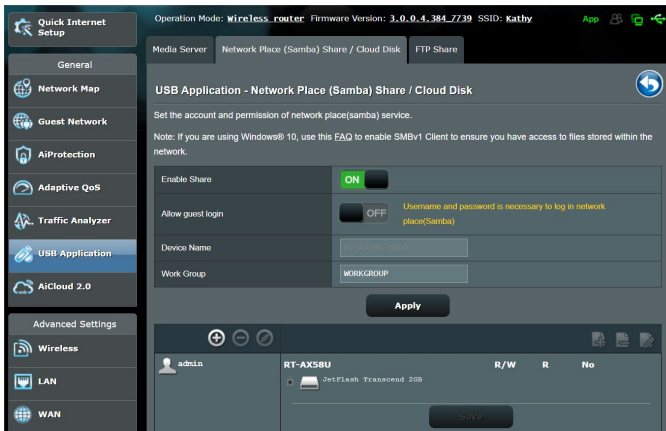 Quick Internet
Setup
Operation Mode: Wireless router Firmware Version: 3.0.0.4.384_7739 SSID: Kathy
App
General
Network Map
Guest Network
AiProtection
Adaptive QoS
Traffic Analyzer
USB Application
AiCloud 2.0
Advanced Settings
Wireless
LAN
WAN
Media Server
Network Place (Samba) Share / Cloud Disk
FTP Share
USB Application - Network Place (Samba) Share / Cloud Disk
Set the account and permission of network place(samba) service.
Note: If you are using Windows® 10, use this FAQ to enable SMBv1 Client to ensure you have access to files stored within the
network.
Enable Share
ON
Allow guest login
OFF
Username and password is necessary to log in network
place(Samba)
Device Name
Work Group
WORKGROUP
Apply
admin
RT-AX58U
R/W R No
JetFlash Transcend 2GB
Save